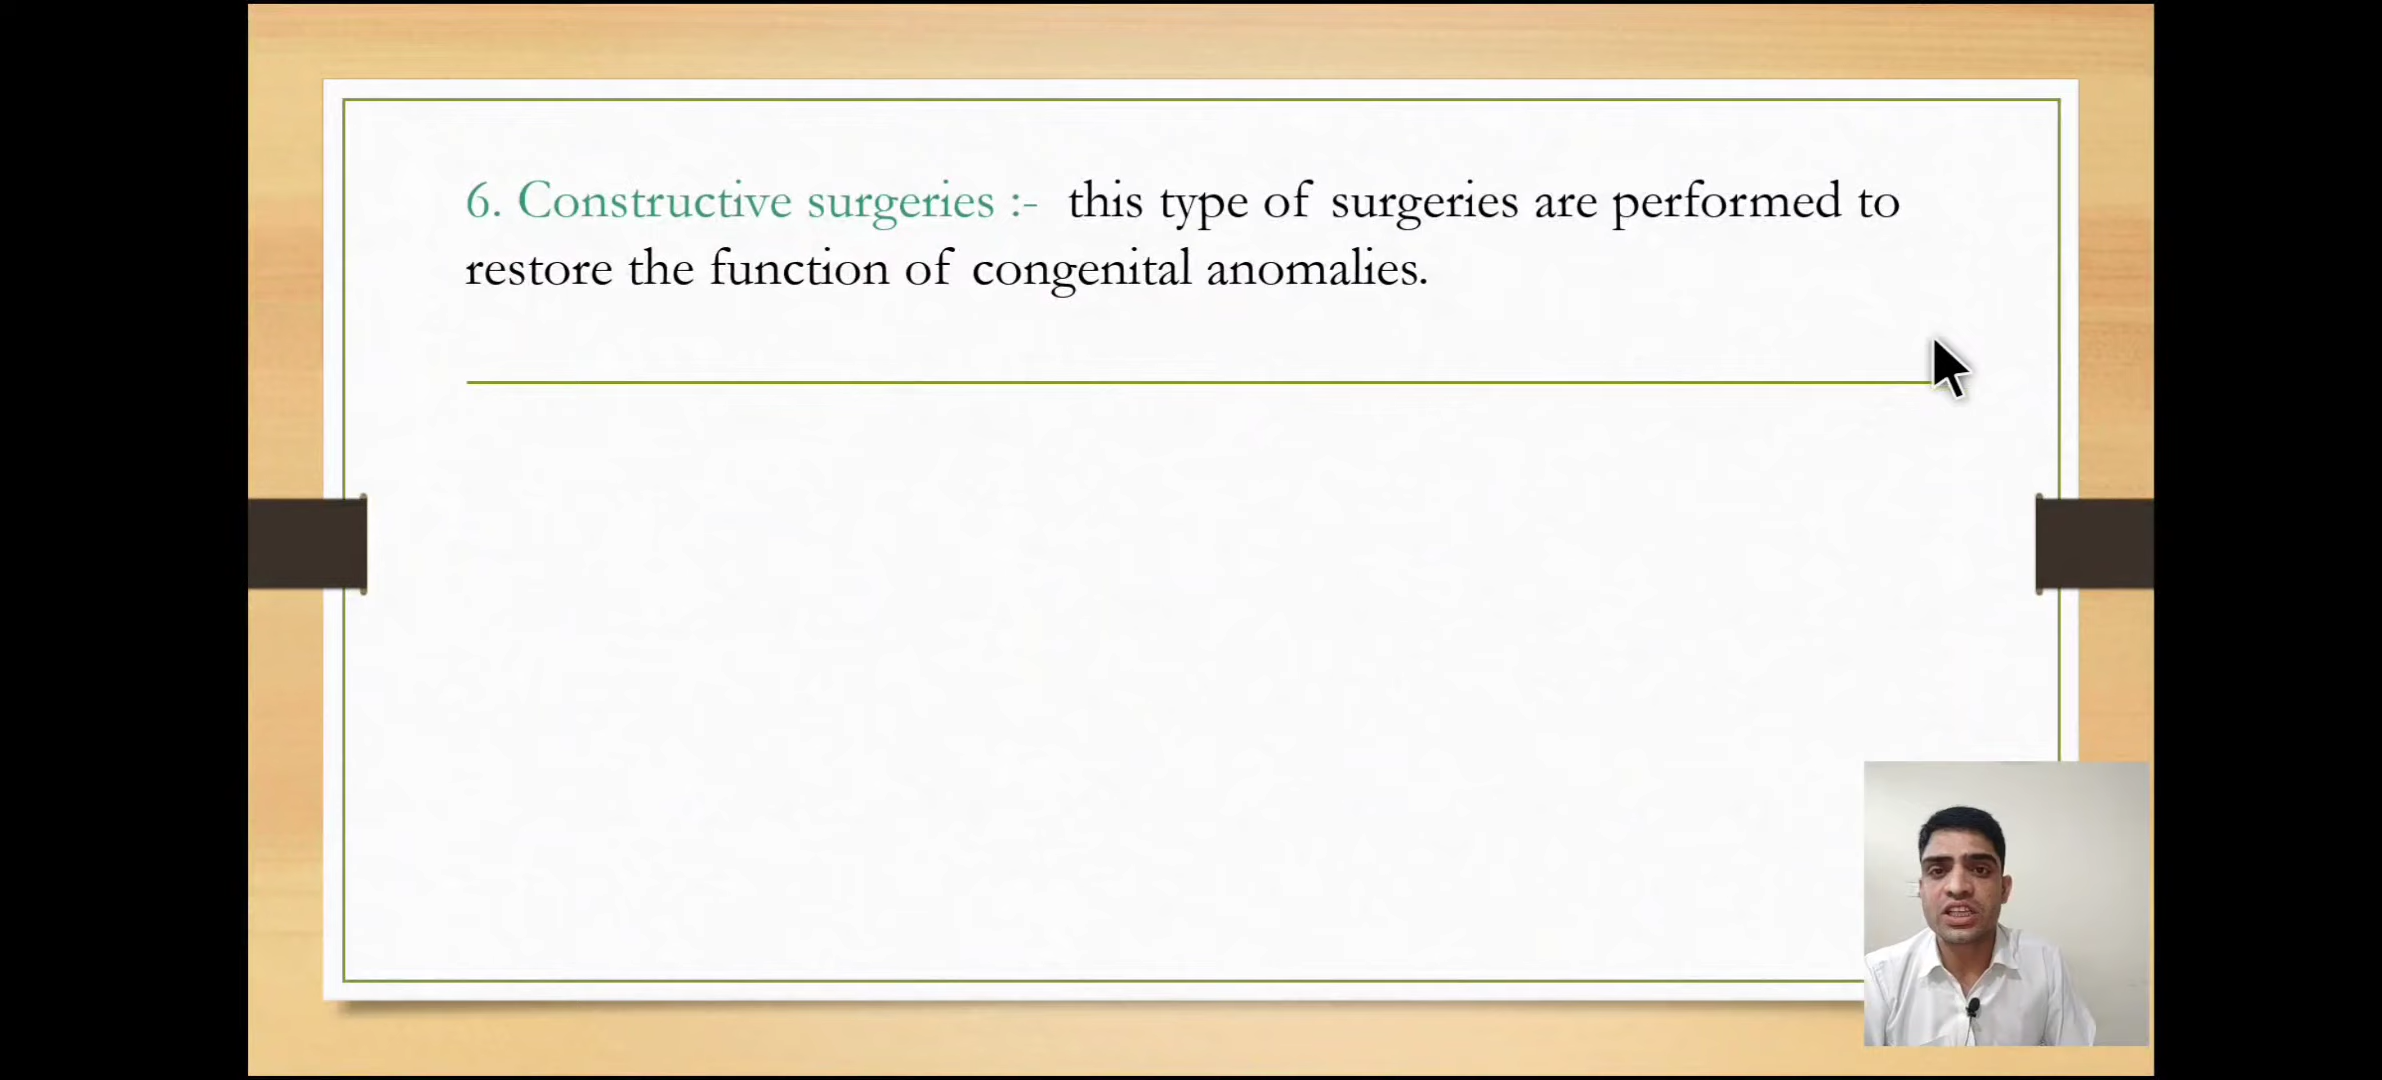 6. Constructive surgeries :- this type of surgeries are performed to
restore the function of congenital anomalies.